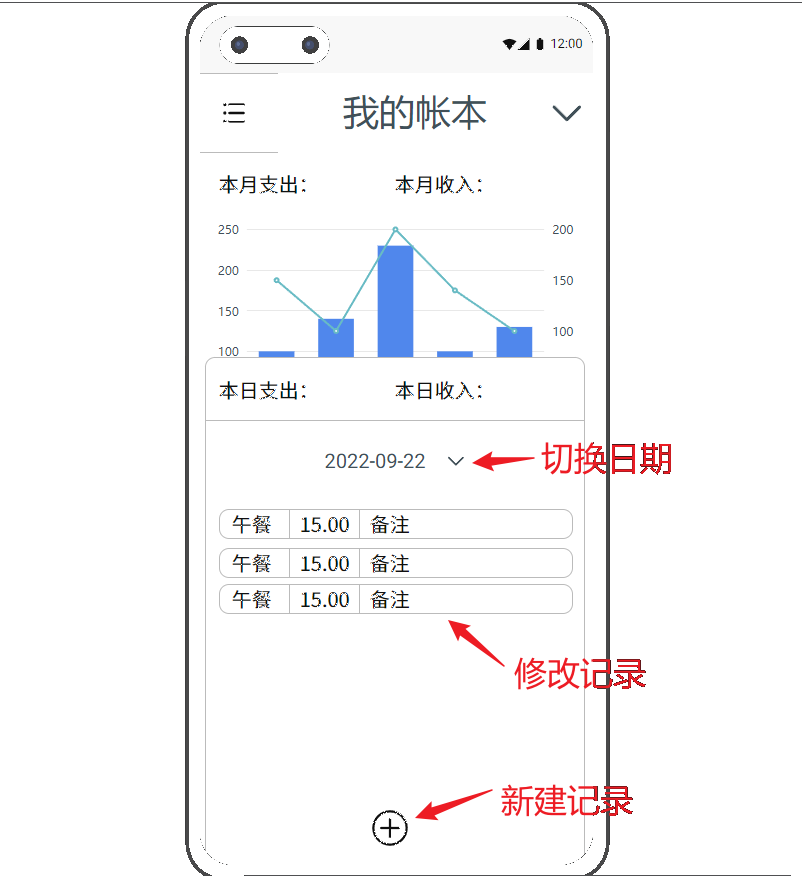 12:00
我的帐本
本月支出： 本月收入：
250 200
200 150
150 100
100
本日支出： 本日收入：
2022-09-22 切换日期
午餐 15.00 备注
午餐 15.00 备注
午餐 15.00 备注
修改记录
新建记录